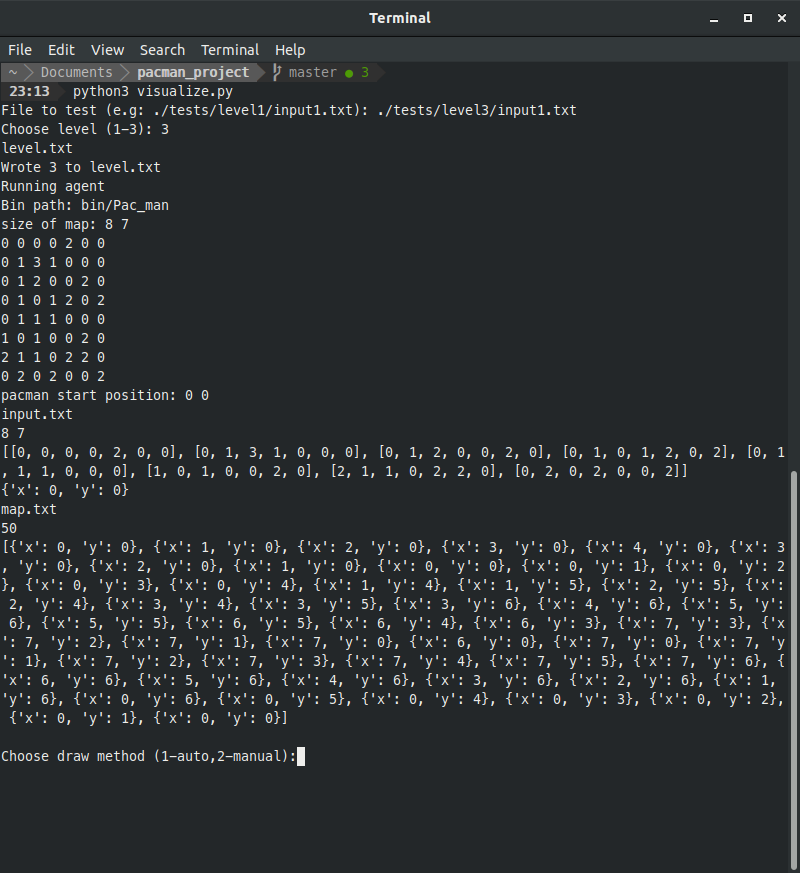 Terminal
File Edit View Search Terminal Help
~ Documents pacman_project master ● 3
23:13 python3 visualize.py
File to test (e.g: ./tests/level1/input1.txt): ./tests/level3/input1.txt
Choose level (1-3): 3
level.txt
Wrote 3 to level.txt
Running agent
Bin path: bin/Pac_man
size of map: 8 7
0 0 0 0 2 0 0
0 1 3 1 0 0 0
0 1 2 0 0 2 0
0 1 0 1 2 0 2
0 1 1 1 0 0 0
1 0 1 0 0 2 0
2 1 1 0 2 2 0
0 2 0 2 0 0 2
pacman start position: 0 0
input.txt
8 7
[[0, 0, 0, 0, 2, 0, 0], [0, 1, 3, 1, 0, 0, 0], [0, 1, 2, 0, 0, 2, 0], [0, 1, 0, 1, 2, 0, 2], [0, 1
, 1, 1, 0, 0, 0], [1, 0, 1, 0, 0, 2, 0], [2, 1, 1, 0, 2, 2, 0], [0, 2, 0, 2, 0, 0, 2]]
{'x': 0, 'y': 0}
map.txt
50
[{'x': 0, 'y': 0}, {'x': 1, 'y': 0}, {'x': 2, 'y': 0}, {'x': 3, 'y': 0}, {'x': 4, 'y': 0}, {'x': 3
, 'y': 0}, {'x': 2, 'y': 0}, {'x': 1, 'y': 0}, {'x': 0, 'y': 0}, {'x': 0, 'y': 1}, {'x': 0, 'y': 2
}, {'x': 0, 'y': 3}, {'x': 0, 'y': 4}, {'x': 1, 'y': 4}, {'x': 1, 'y': 5}, {'x': 2, 'y': 5}, {'x':
 2, 'y': 4}, {'x': 3, 'y': 4}, {'x': 3, 'y': 5}, {'x': 3, 'y': 6}, {'x': 4, 'y': 6}, {'x': 5, 'y':
 6}, {'x': 5, 'y': 5}, {'x': 6, 'y': 5}, {'x': 6, 'y': 4}, {'x': 6, 'y': 3}, {'x': 7, 'y': 3}, {'x
': 7, 'y': 2}, {'x': 7, 'y': 1}, {'x': 7, 'y': 0}, {'x': 6, 'y': 0}, {'x': 7, 'y': 0}, {'x': 7, 'y
': 1}, {'x': 7, 'y': 2}, {'x': 7, 'y': 3}, {'x': 7, 'y': 4}, {'x': 7, 'y': 5}, {'x': 7, 'y': 6}, {
'x': 6, 'y': 6}, {'x': 5, 'y': 6}, {'x': 4, 'y': 6}, {'x': 3, 'y': 6}, {'x': 2, 'y': 6}, {'x': 1,
'y': 6}, {'x': 0, 'y': 6}, {'x': 0, 'y': 5}, {'x': 0, 'y': 4}, {'x': 0, 'y': 3}, {'x': 0, 'y': 2},
 {'x': 0, 'y': 1}, {'x': 0, 'y': 0}]
Choose draw method (1-auto,2-manual):